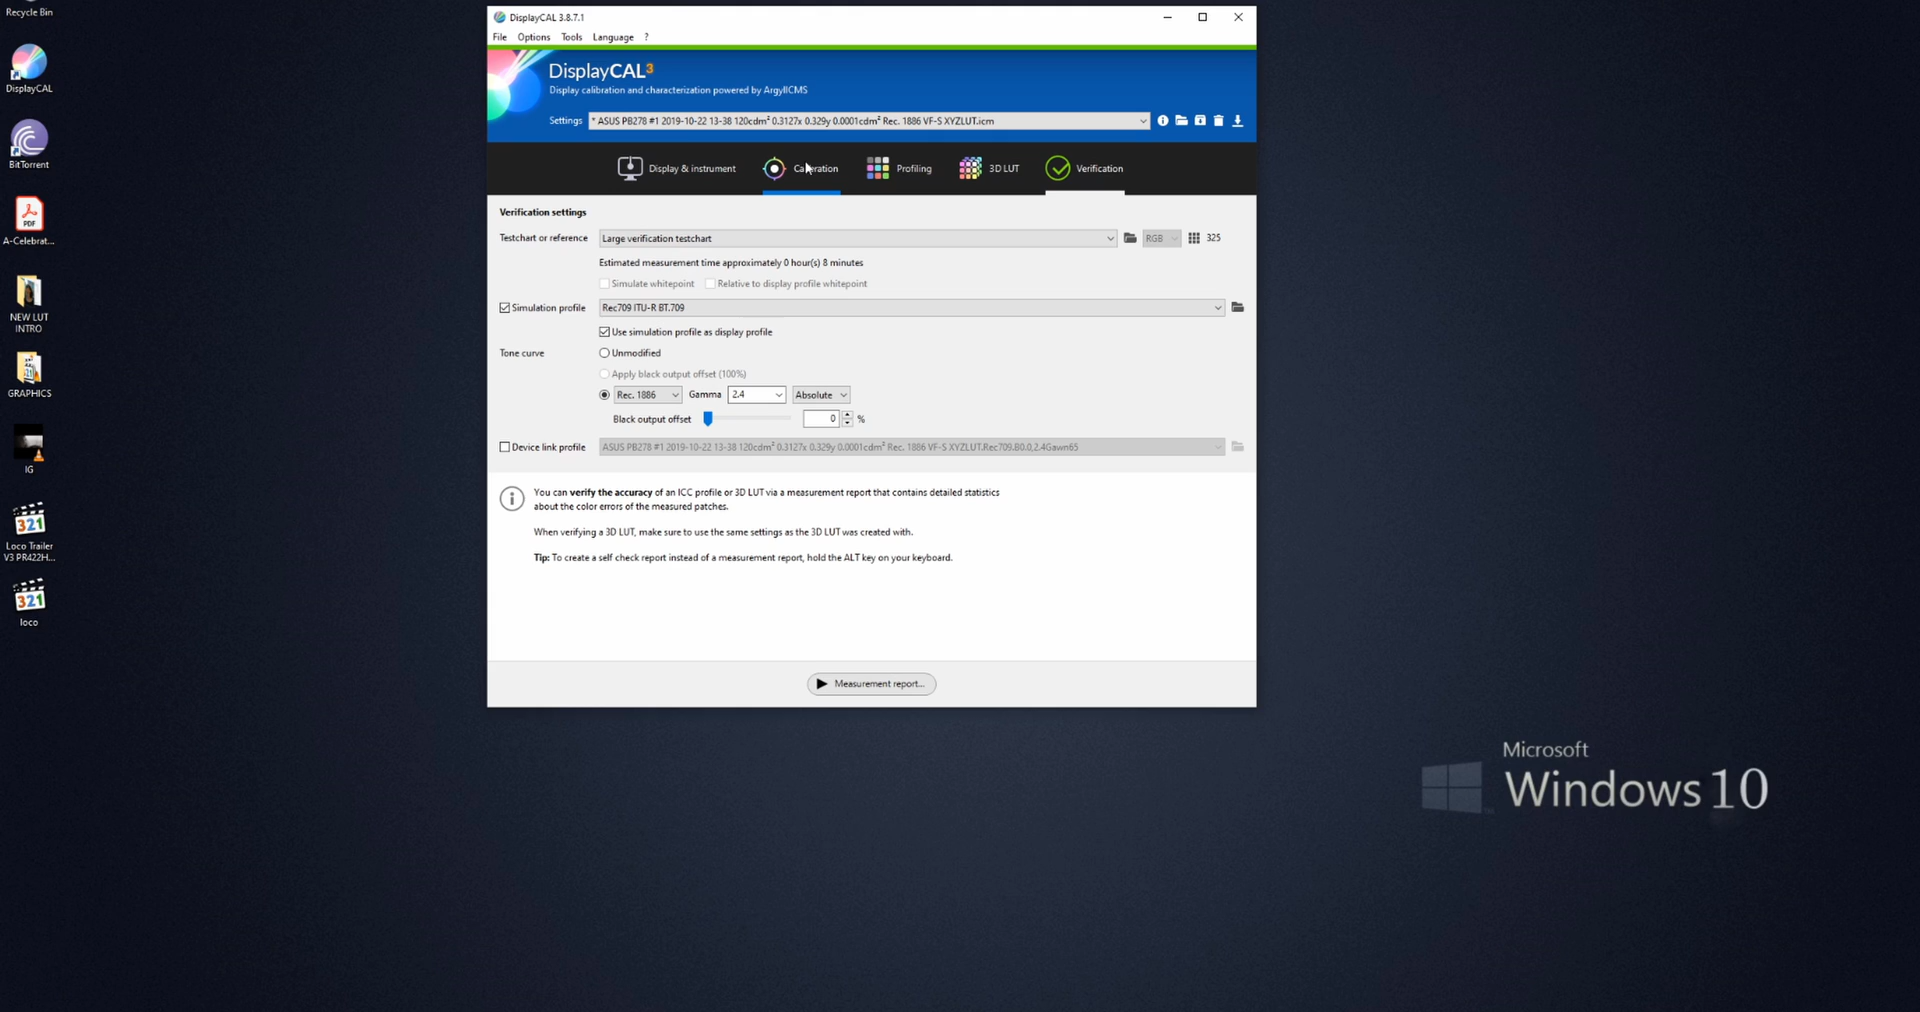 Recycle Bin
DisplayCAL
BitTorrent
PDF
A-Celebrat...
NEW LUT
INTRO
GRAPHICS
IG
321
Loco Trailer
V3 PR422H...
321
loco
DisplayCAL 3.8.7.1
File Options Tools Language ?
DisplayCAL3
Display calibration and characterization powered by ArgyllCMS
Settings * ASUS PB278 #1 2019-10-22 13-38 120cdm² 0.3127x 0.329y 0.0001cdm² Rec. 1886 VF-S XYZLUT.icm
Display & instrument Calibration Profiling 3D LUT Verification
Verification settings
Testchart or reference Large verification testchart RGB 325
Estimated measurement time approximately 0 hour(s) 8 minutes
Simulate whitepoint Relative to display profile whitepoint
Simulation profile Rec709 ITU-R BT.709
Use simulation profile as display profile
Tone curve Unmodified
Apply black output offset (100%)
Rec. 1886 Gamma 2.4 Absolute
Black output offset 0 %
Device link profile ASUS PB278 #1 2019-10-22 13-38 120cdm² 0.3127x 0.329y 0.0001cdm² Rec. 1886 VF-S XYZLUT.Rec709.B0.0,2.4Gawn65
You can verify the accuracy of an ICC profile or 3D LUT via a measurement report that contains detailed statistics
about the color errors of the measured patches.
When verifying a 3D LUT, make sure to use the same settings as the 3D LUT was created with.
Tip: To create a self check report instead of a measurement report, hold the ALT key on your keyboard.
Measurement report...
Microsoft
Windows 10